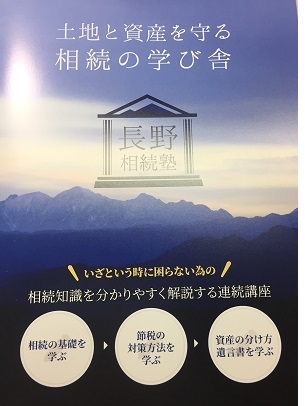 土地と資産を守る
相続の学び舎
長野
相続塾
いざという時に困らない為の
相続知識を分かりやすく解説する連続講座
相続の基礎を
学ぶ
節税の
対策方法を
学ぶ
資産の分け方
遺言書を学ぶ